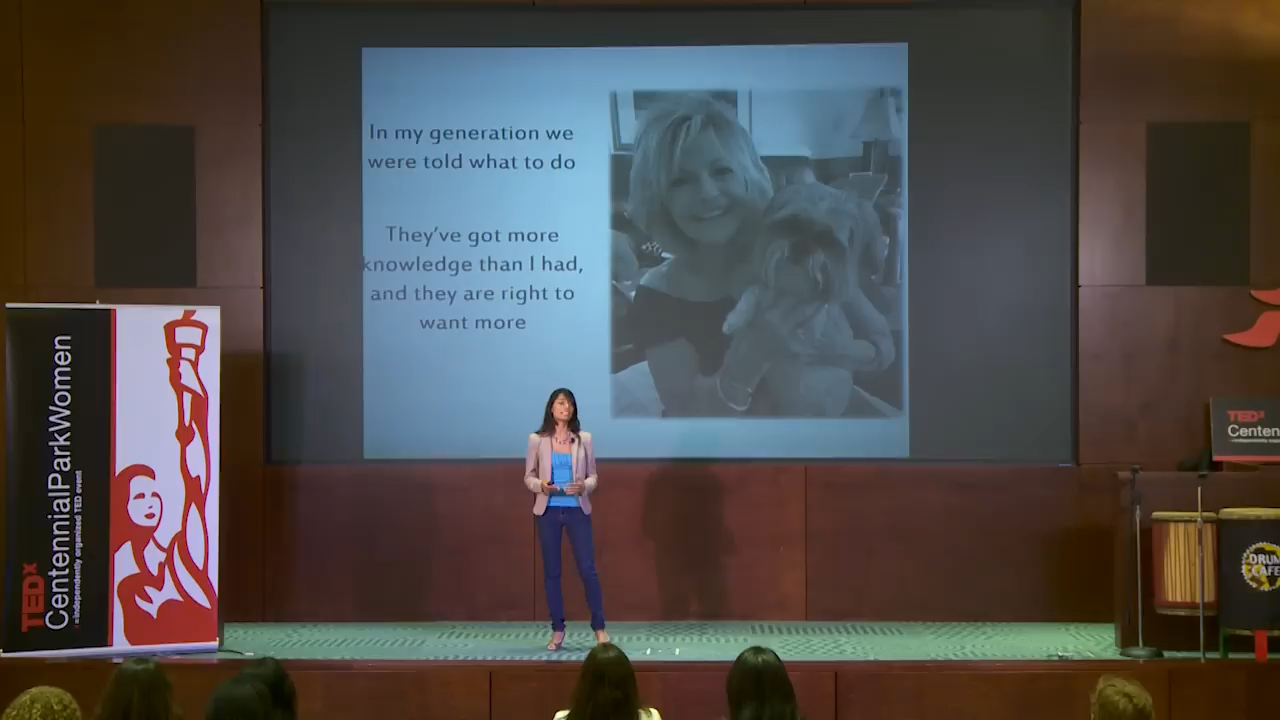 In my generation we
were told what to do
They've got more
knowledge than I had,
and they are right to
want more
TEDx
CentennialParkWomen
x=independently organized TED event
TEDx
Centen
DRUM
CAFE